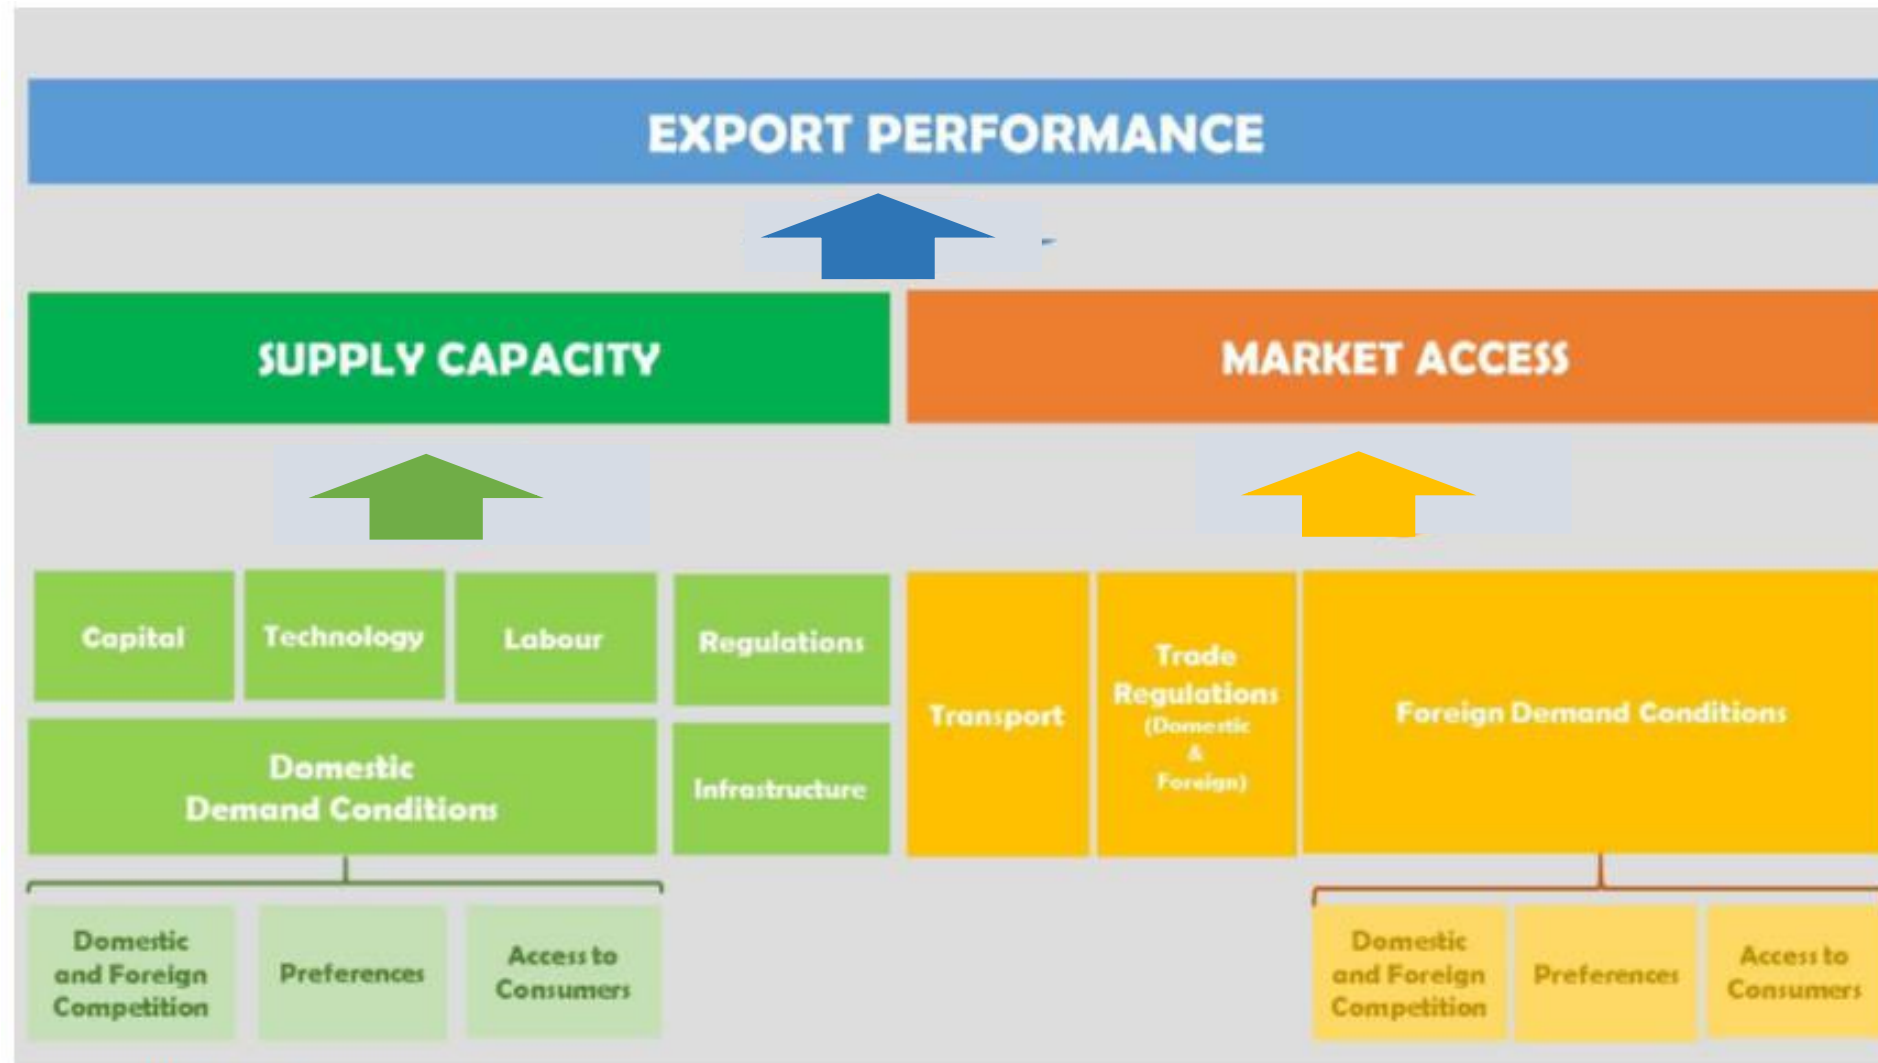 EXPORT PERFORMANCE
SUPPLY CAPACITY
MARKET ACCESS
Capital
Technology
Labour
Regulations
Domestic
Demand Conditions
Infrastructure
Transport
Trade
Regulations
(Domestic
&
Foreign)
Foreign Demand Conditions
Domestic
and Foreign
Competition
Preferences
Access to
Consumers
Domestic
and Foreign
Competition
Preferences
Access to
Consumers